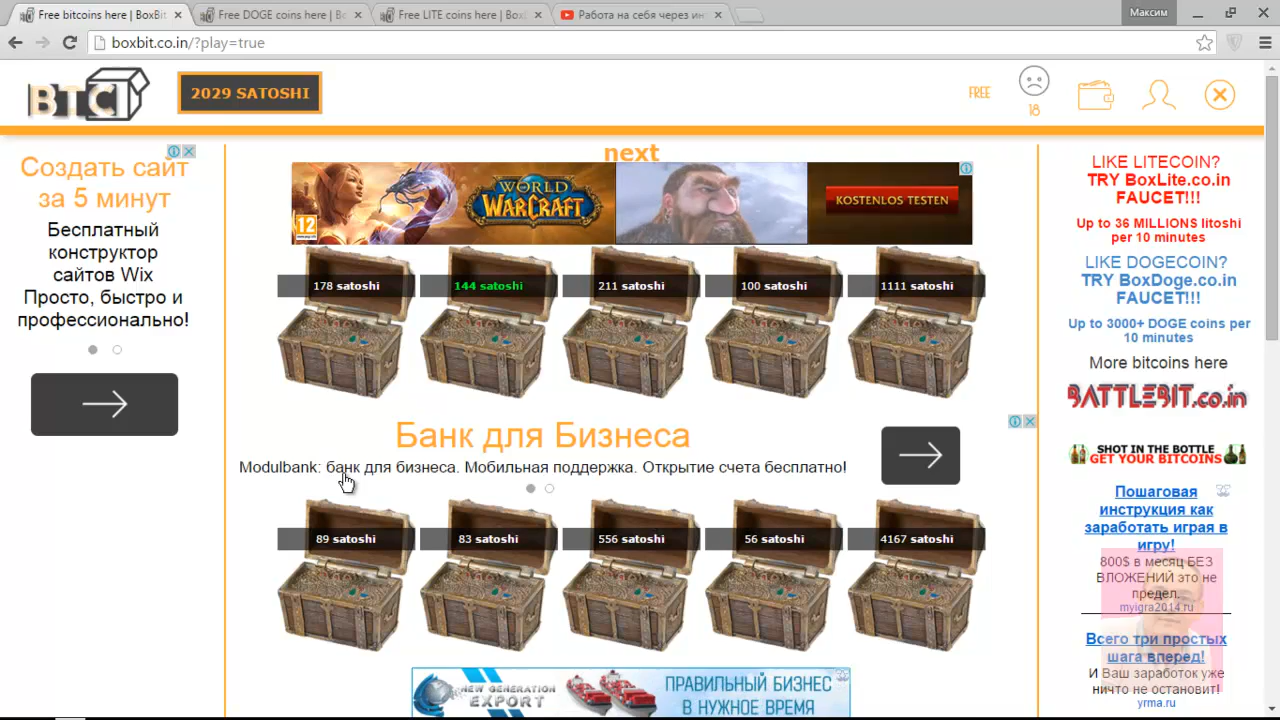 Free bitcoins here | BoxBit
Free DOGE coins here | Bo
Free LITE coins here | Box
Работа на себя через инт
Максим
boxbit.co.in/?play=true
BTC
2029 SATOSHI
FREE
18
next
Создать сайт
за 5 минут
Бесплатный
конструктор
сайтов Wix
Просто, быстро и
профессионально!
12
WORLD
WARCRAFT
KOSTENLOS TESTEN
178 satoshi
144 satoshi
211 satoshi
100 satoshi
1111 satoshi
Банк для Бизнеса
Modulbank: банк для бизнеса. Мобильная поддержка. Открытие счета бесплатно!
89 satoshi
83 satoshi
556 satoshi
56 satoshi
4167 satoshi
NEW GENERATION
EXPORT
ПРАВИЛЬНЫЙ БИЗНЕС
В НУЖНОЕ ВРЕМЯ
LIKE LITECOIN?
TRY BoxLite.co.in
FAUCET!!!
Up to 36 MILLIONS litoshi
per 10 minutes
LIKE DOGECOIN?
TRY BoxDoge.co.in
FAUCET!!!
Up to 3000+ DOGE coins per
10 minutes
More bitcoins here
BATTLEBIT.co.in
SHOT IN THE BOTTLE
GET YOUR BITCOINS
Пошаговая
инструкция как
заработать играя в
игру!
800$ в месяц БЕЗ
ВЛОЖЕНИЙ это не
предел.
myigra2014.ru
Всего три простых
шага вперед!
И Ваш заработок уже
ничто не остановит!
yrma.ru